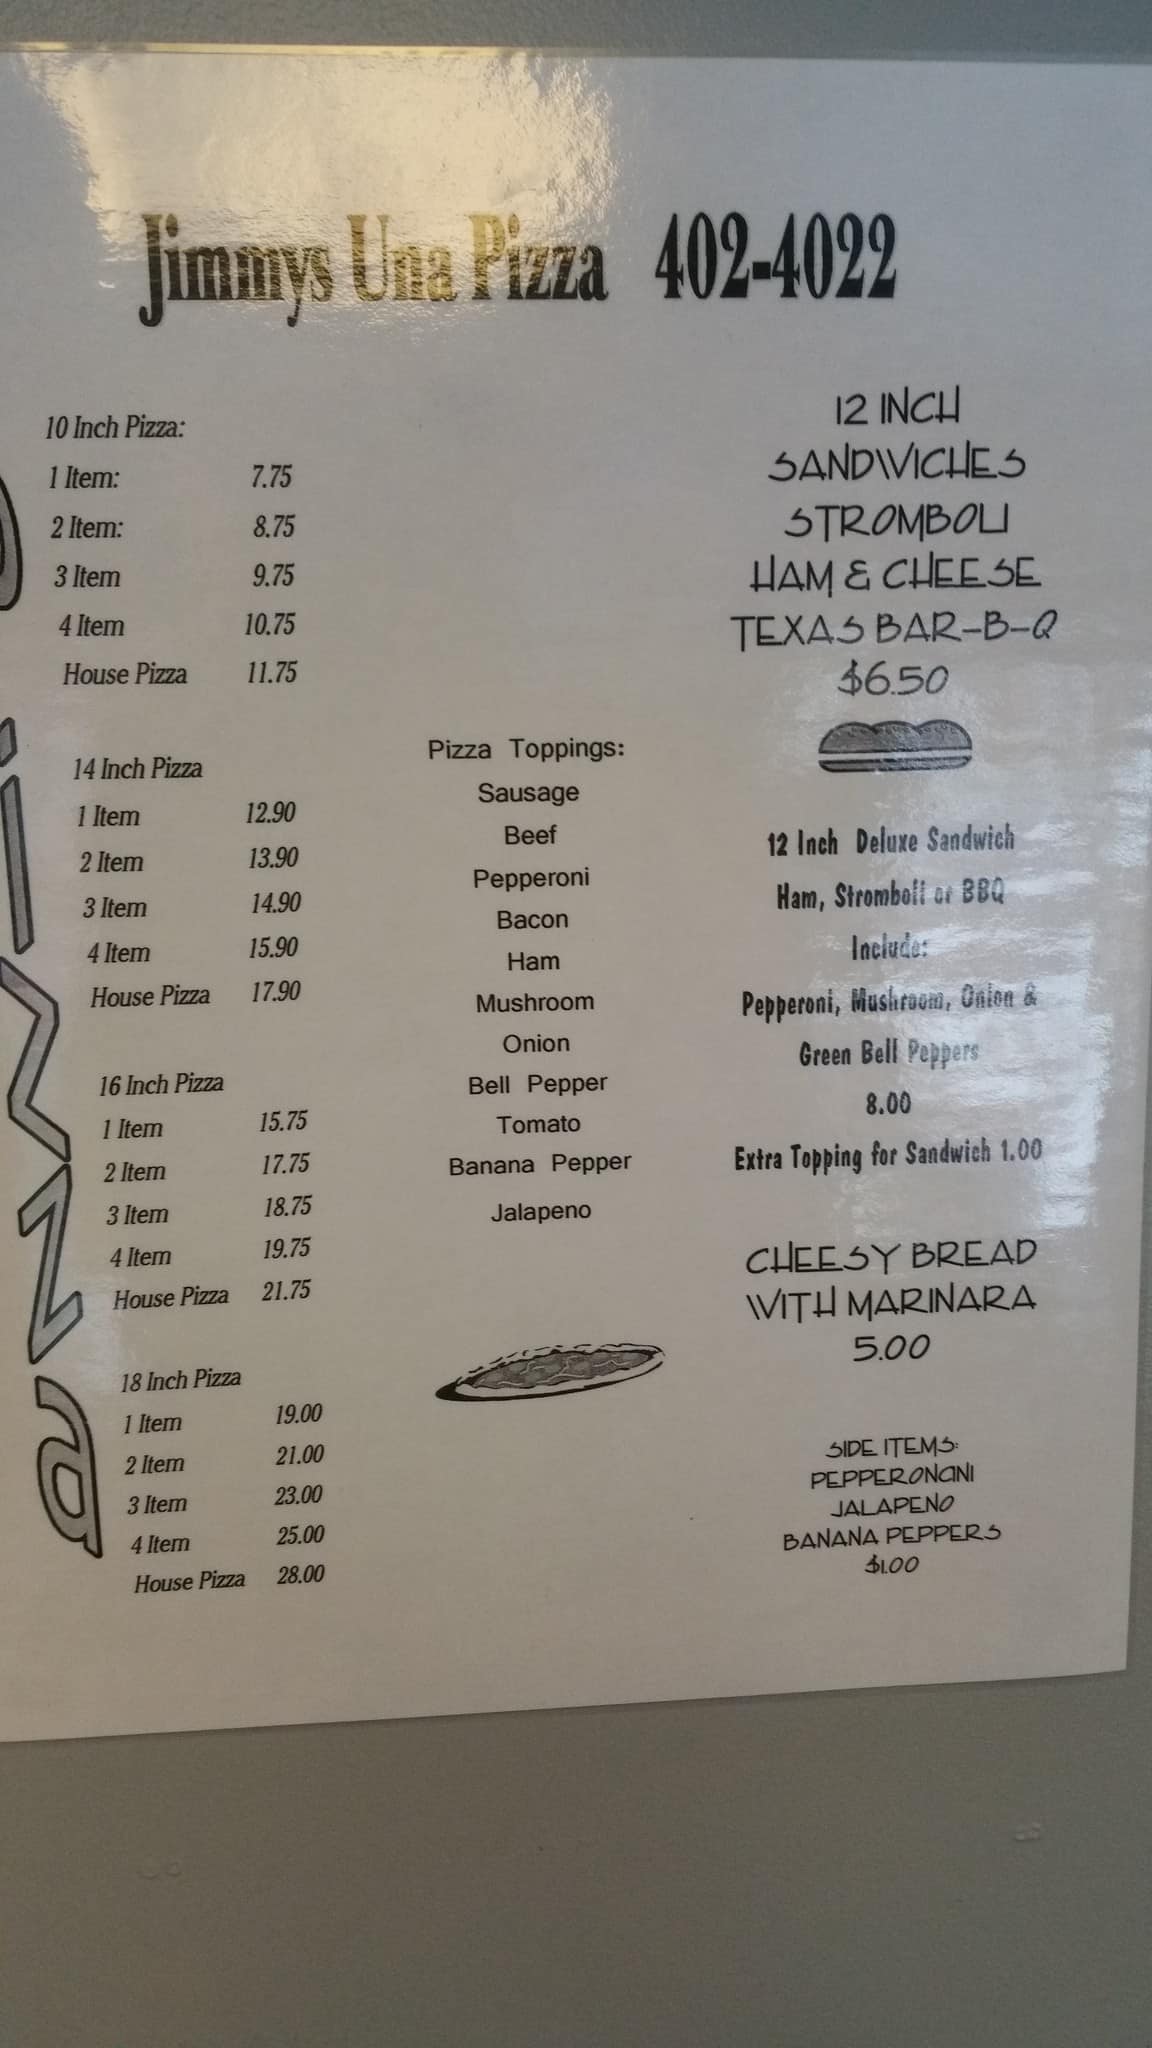 Jimmys Una Pizza 402-4022
10 Inch Pizza:
1 Item: 7.75
2 Item: 8.75
3 Item 9.75
4 Item 10.75
House Pizza 11.75
14 Inch Pizza
1 Item 12.90
2 Item 13.90
3 Item 14.90
4 Item 15.90
House Pizza 17.90
16 Inch Pizza
1 Item 15.75
2 Item 17.75
3 Item 18.75
4 Item 19.75
House Pizza 21.75
18 Inch Pizza
1 Item 19.00
2 Item 21.00
3 Item 23.00
4 Item 25.00
House Pizza 28.00
Pizza Toppings:
Sausage
Beef
Pepperoni
Bacon
Ham
Mushroom
Onion
Bell Pepper
Tomato
Banana Pepper
Jalapeno
12 INCH
SANDWICHES
STROMBOLI
HAM & CHEESE
TEXAS BAR-B-Q
$6.50
12 Inch Deluxe Sandwich
Ham, Stromboli or BBQ
Include:
Pepperoni, Mushroom, Onion &
Green Bell Peppers
8.00
Extra Topping for Sandwich 1.00
CHEESY BREAD
WITH MARINARA
5.00
SIDE ITEMS:
PEPPERONCINI
JALAPENO
BANANA PEPPERS
$1.00